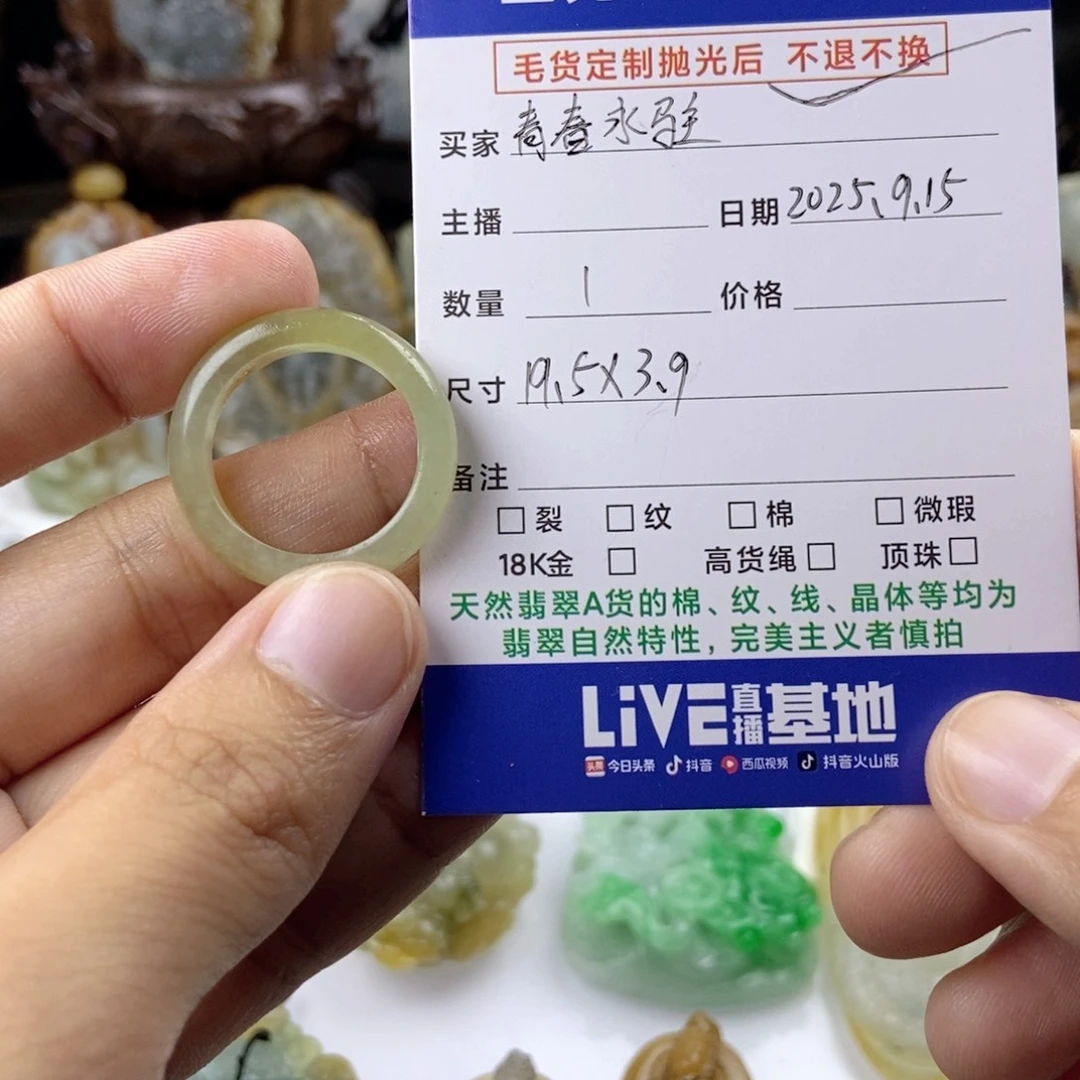 毛货定制抛光后 不退不换
买家 青春永驻
主播 日期 2025、9、15
数量 1 价格
尺寸 19、5X3、9
备注
□裂 □纹 □棉 □微瑕
18K金 □ 高货绳□ 顶珠□
天然翡翠A货的棉、纹、线、晶体等均为
翡翠自然特性，完美主义者慎拍
LiVE直播基地
头条 今日头条 抖音 西瓜视频 抖音火山版